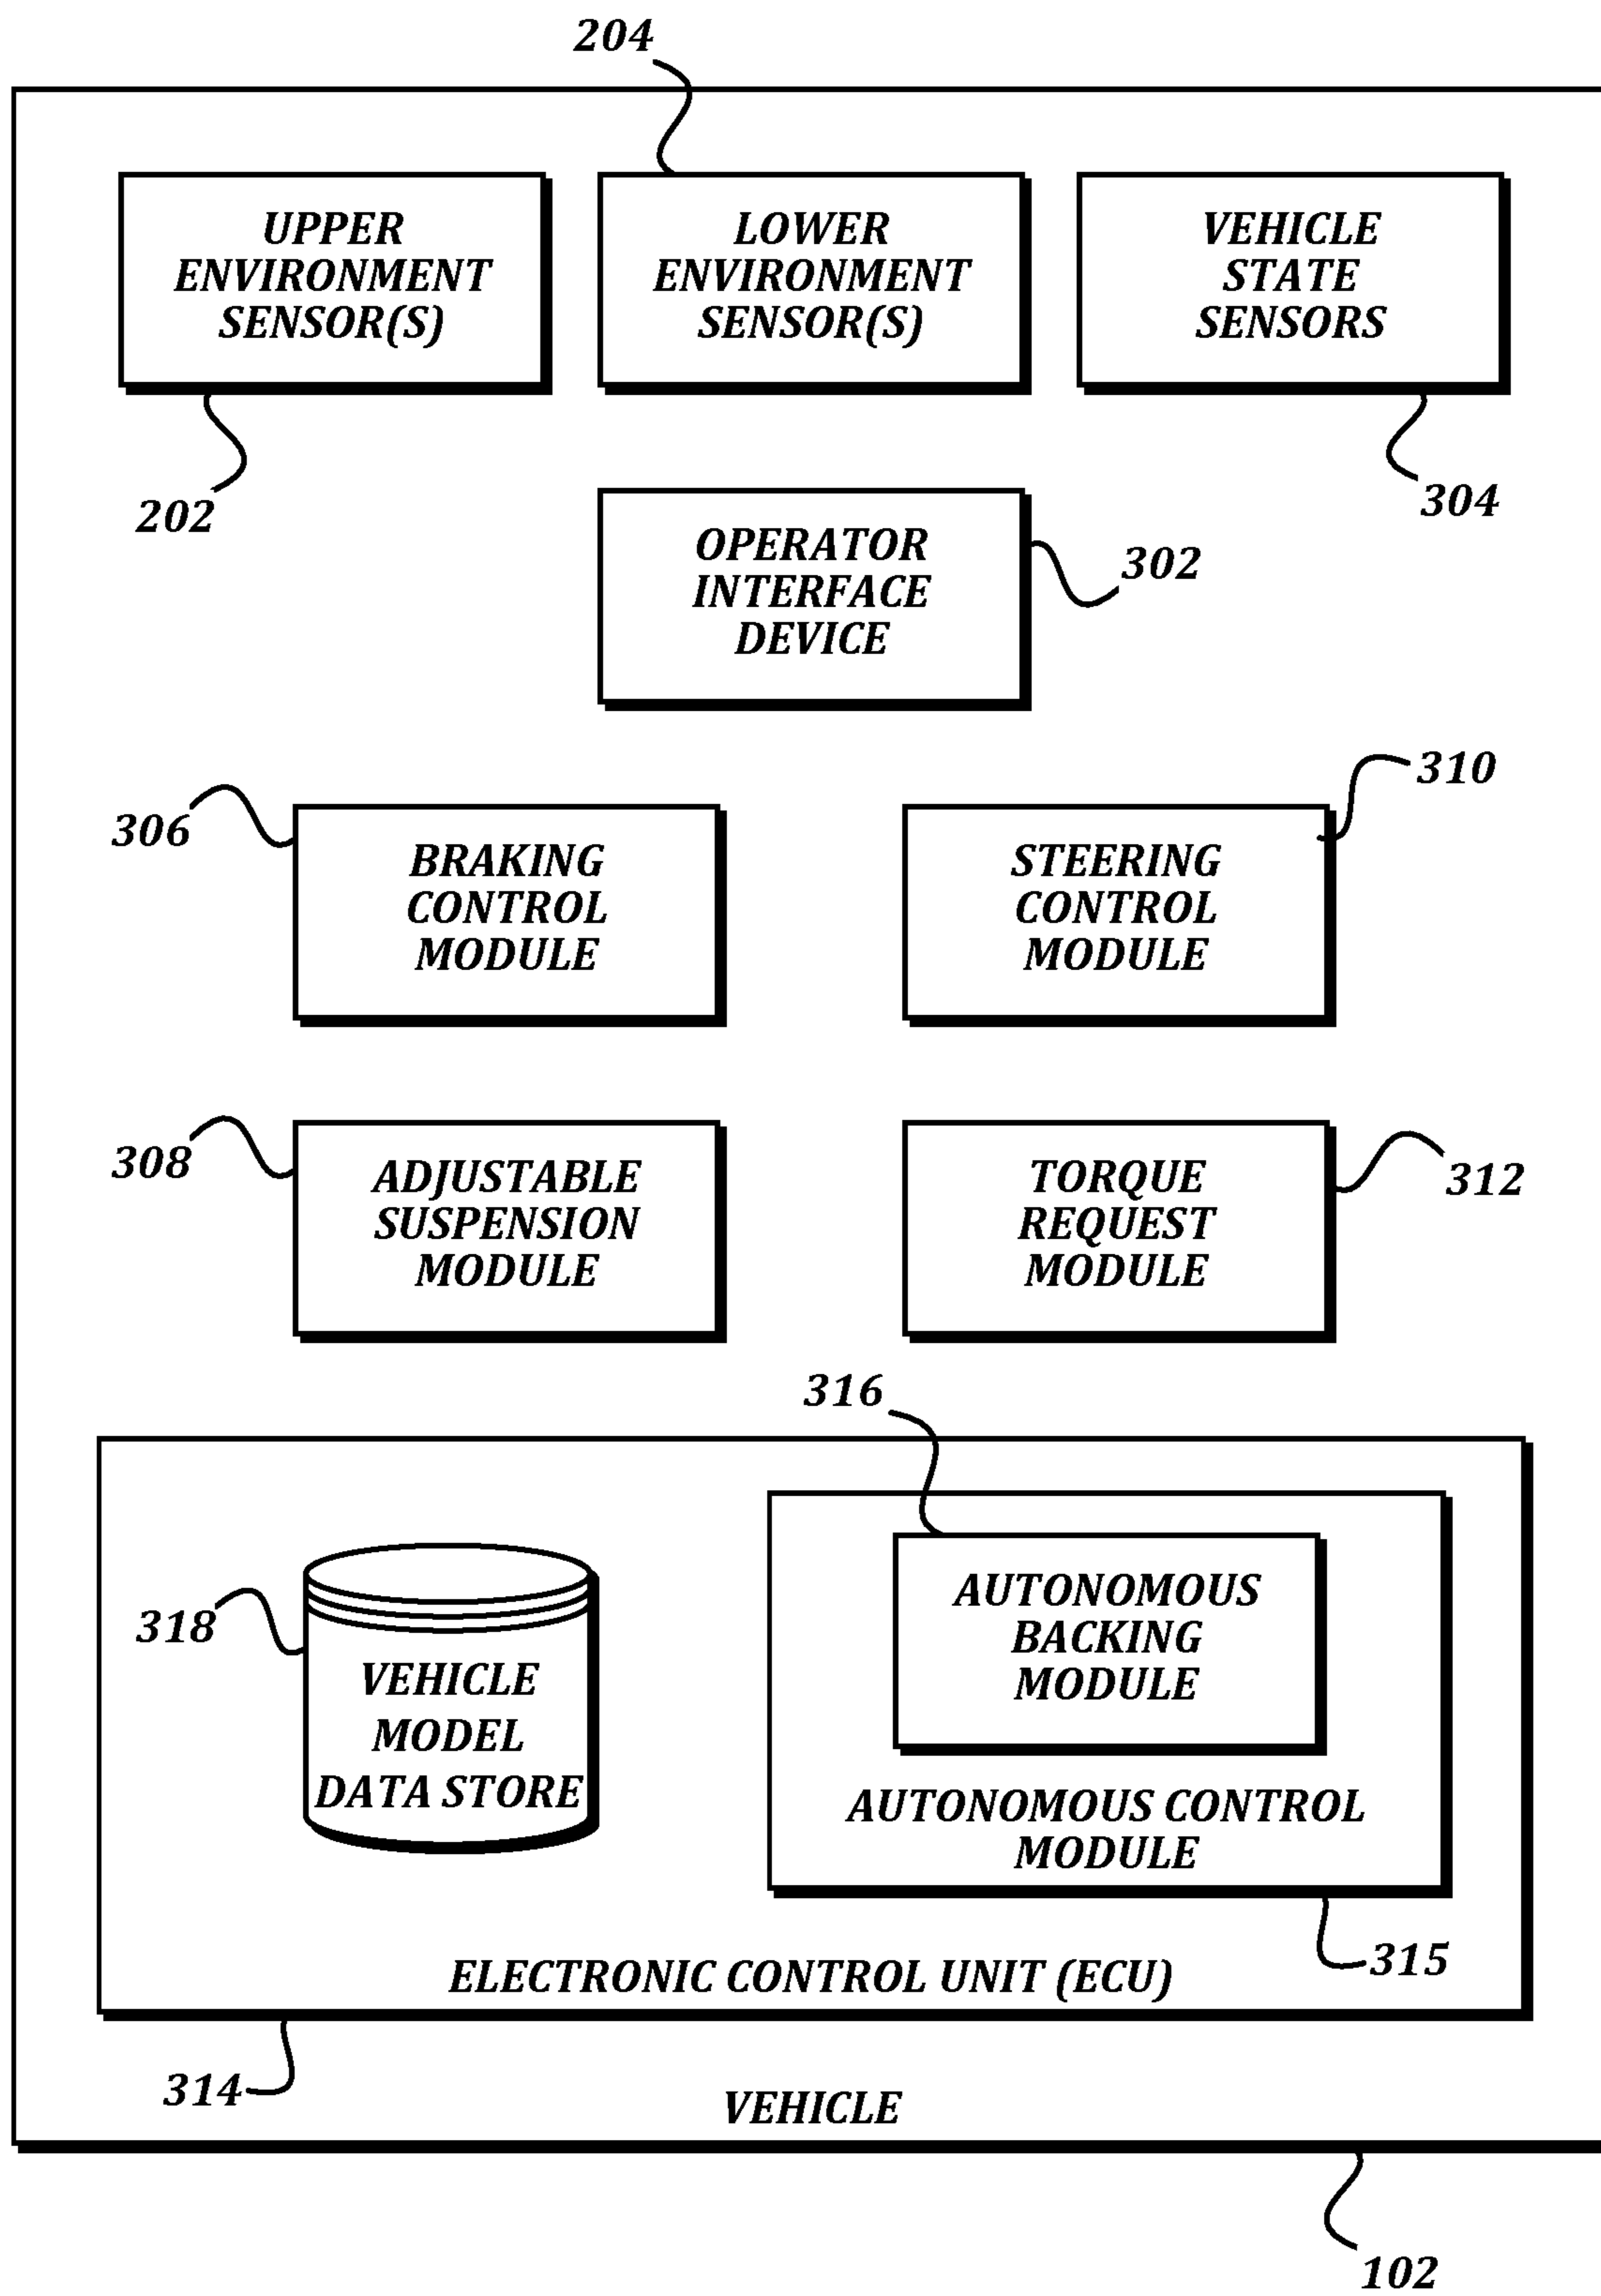 204
UPPER
ENVIRONMENT
SENSOR(S)
LOWER
ENVIRONMENT
SENSOR(S)
VEHICLE
STATE
SENSORS
202
304
OPERATOR
INTERFACE
DEVICE
302
310
306
BRAKING
CONTROL
MODULE
STEERING
CONTROL
MODULE
308
ADJUSTABLE
SUSPENSION
MODULE
TORQUE
REQUEST
MODULE
312
316
318
VEHICLE
MODEL
DATA STORE
AUTONOMOUS
BACKING
MODULE
AUTONOMOUS CONTROL
MODULE
315
ELECTRONIC CONTROL UNIT (ECU)
314
VEHICLE
102